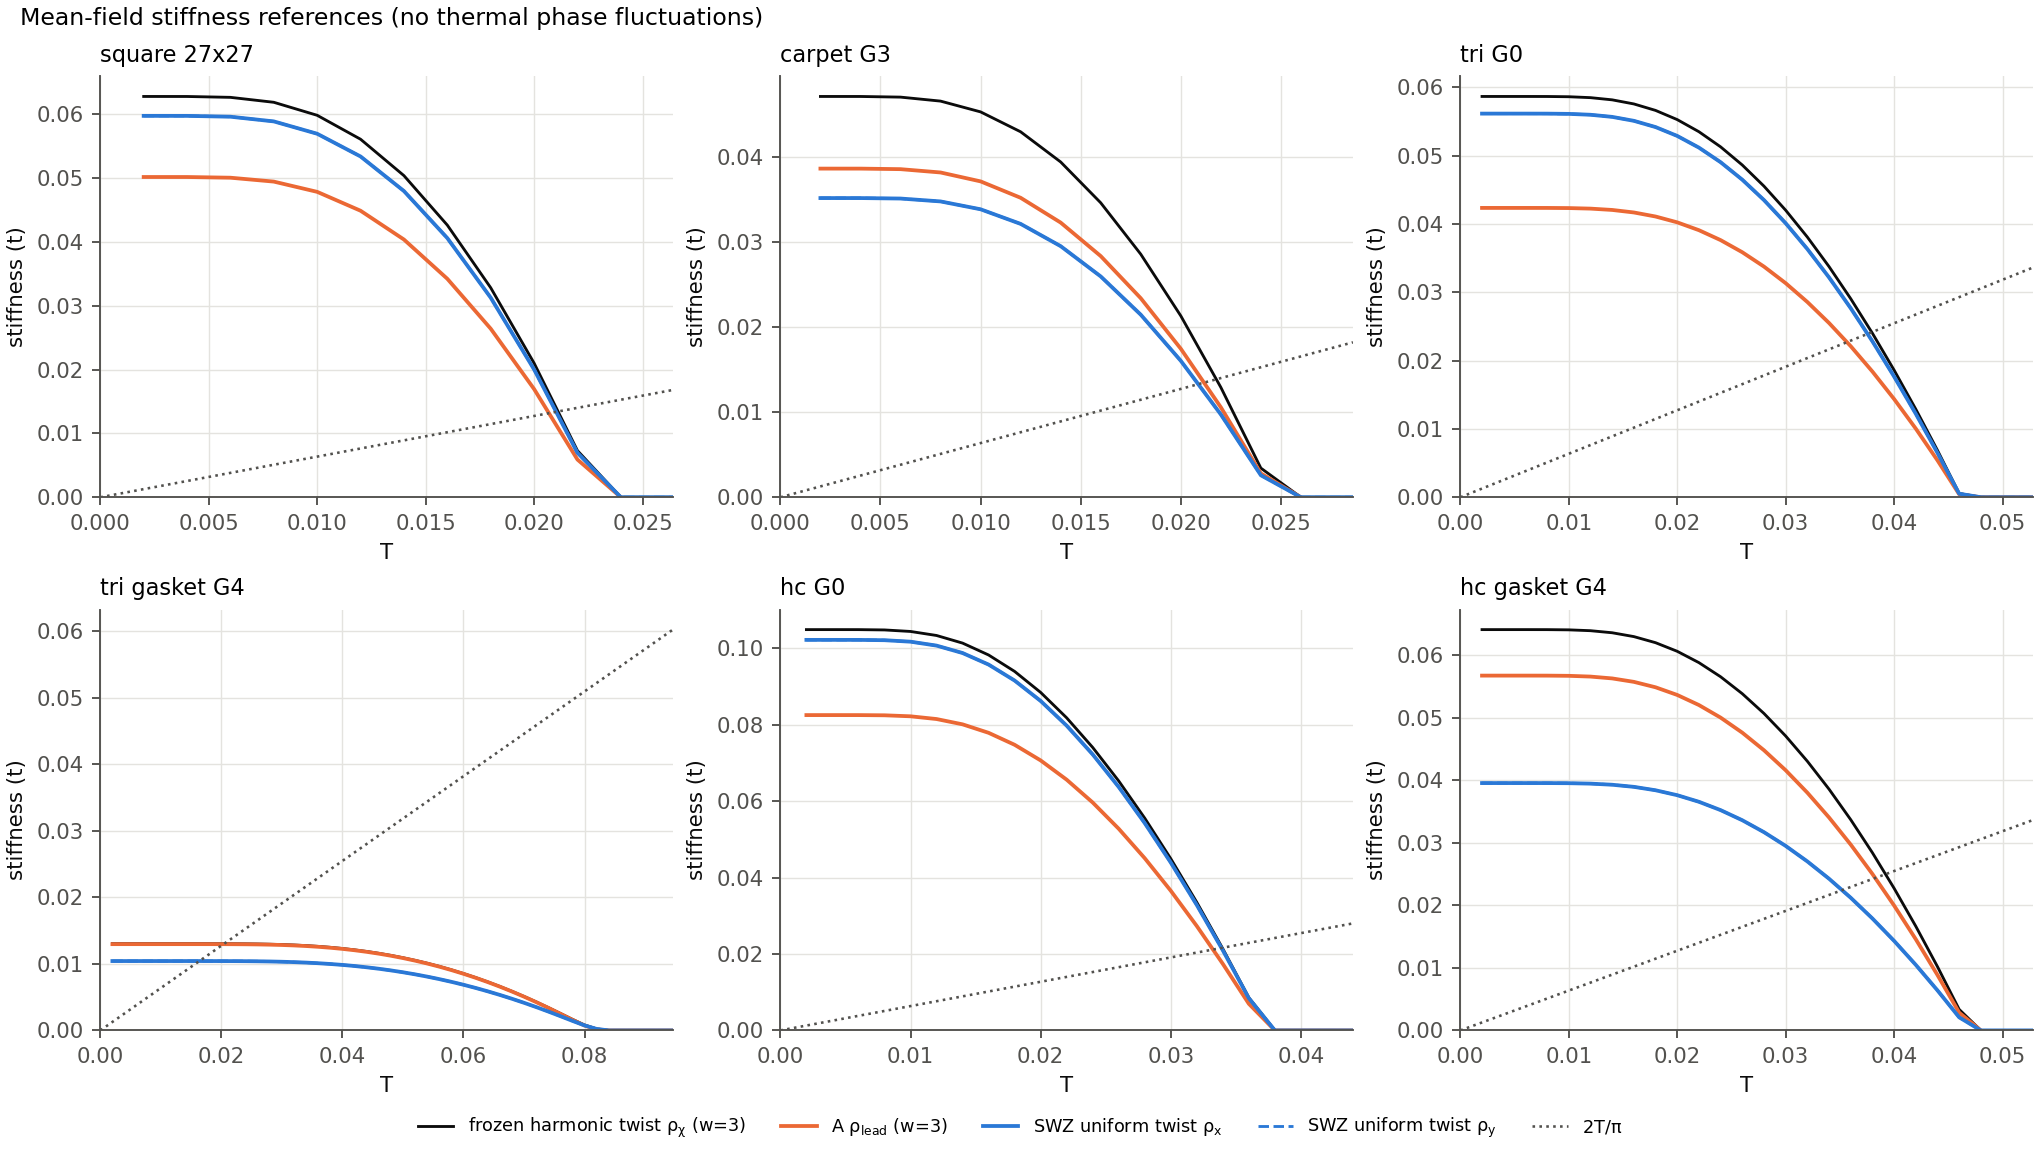 Mean-field stiffness references (no thermal phase fluctuations)
square 27x27
stiffness (t)
0.06
0.05
0.04
0.03
0.02
0.01
0.00
0.000 0.005 0.010 0.015 0.020 0.025
T
carpet G3
stiffness (t)
0.04
0.03
0.02
0.01
0.00
0.000 0.005 0.010 0.015 0.020 0.025
T
tri G0
stiffness (t)
0.06
0.05
0.04
0.03
0.02
0.01
0.00
0.00 0.01 0.02 0.03 0.04 0.05
T
tri gasket G4
stiffness (t)
0.06
0.05
0.04
0.03
0.02
0.01
0.00
0.00 0.02 0.04 0.06 0.08
T
hc G0
stiffness (t)
0.10
0.08
0.06
0.04
0.02
0.00
0.00 0.01 0.02 0.03 0.04
T
hc gasket G4
stiffness (t)
0.06
0.05
0.04
0.03
0.02
0.01
0.00
0.00 0.01 0.02 0.03 0.04 0.05
T
frozen harmonic twist ρχ (w=3) A ρlead (w=3) SWZ uniform twist ρx SWZ uniform twist ρy 2T/π